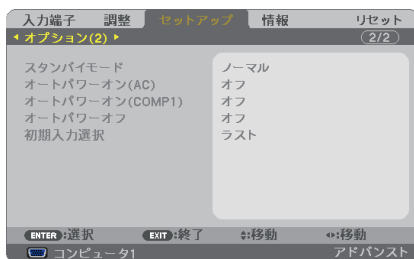 入力端子 調整 セットアップ 情報 リセット
オプション(2) 2/2
スタンバイモード ノーマル
オートパワーオン(AC) オフ
オートパワーオン(COMP1) オフ
オートパワーオフ オフ
初期入力選択 ラスト
ENTER:選択 EXIT:終了 :移動 :移動
コンピュータ1 アドバンスト